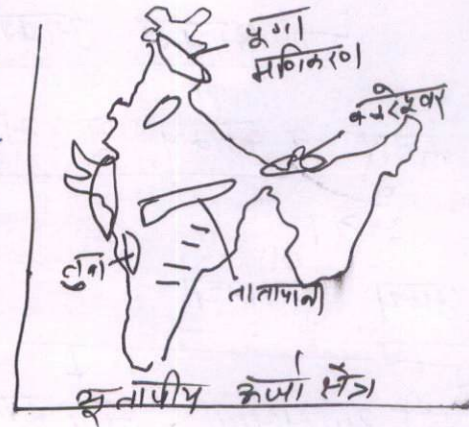 पूगा
मणिकरण
बकरेश्वर
तुवा
तातापानी
भू तापीय ऊर्जा क्षेत्र